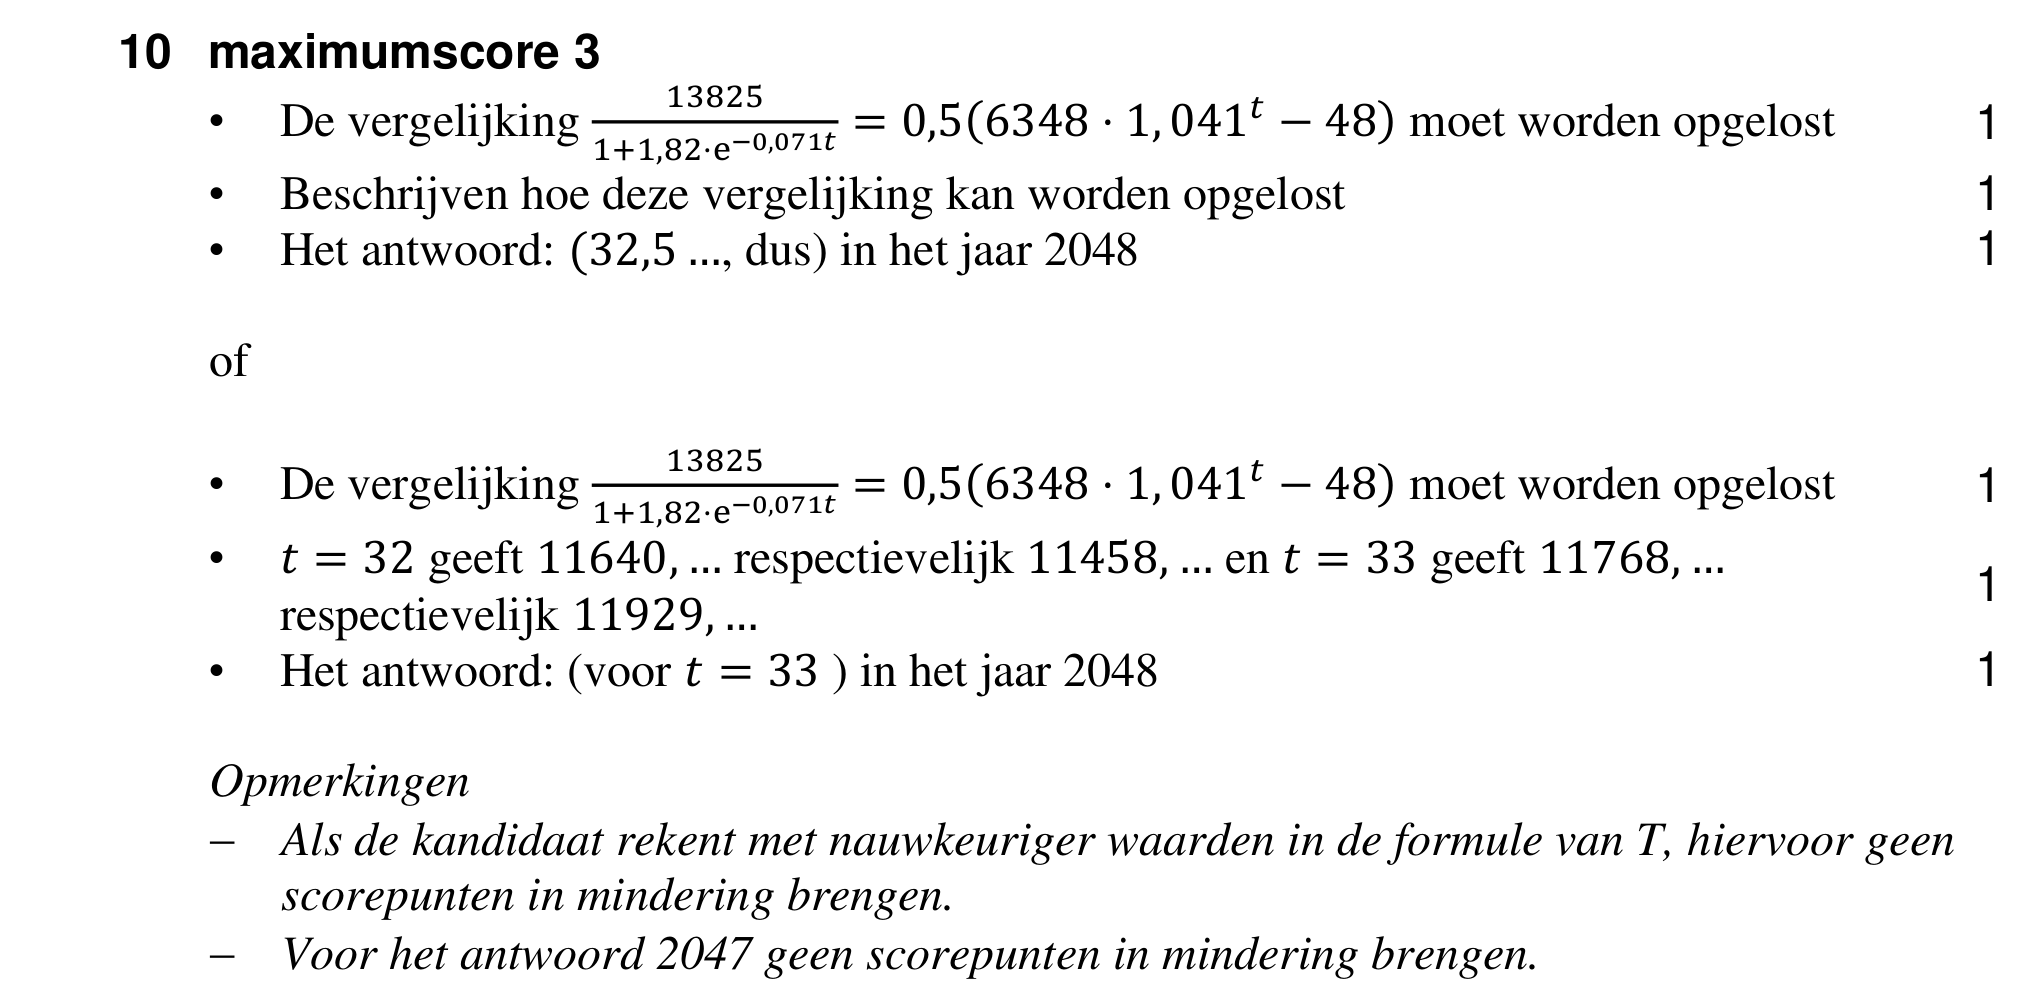 10 maximumscore 3
• De vergelijking \frac{13825}{1+1,82·e^{−0,071t}} = 0,5(6348 · 1,041^t − 48) moet worden opgelost 1
• Beschrijven hoe deze vergelijking kan worden opgelost 1
• Het antwoord: (32,5 ..., dus) in het jaar 2048 1
of
• De vergelijking \frac{13825}{1+1,82·e^{−0,071t}} = 0,5(6348 · 1,041^t − 48) moet worden opgelost 1
• t = 32 geeft 11640, ... respectievelijk 11458, ... en t = 33 geeft 11768, ...
respectievelijk 11929, ... 1
• Het antwoord: (voor t = 33 ) in het jaar 2048 1
Opmerkingen
– Als de kandidaat rekent met nauwkeuriger waarden in de formule van T, hiervoor geen
scorepunten in mindering brengen.
– Voor het antwoord 2047 geen scorepunten in mindering brengen.